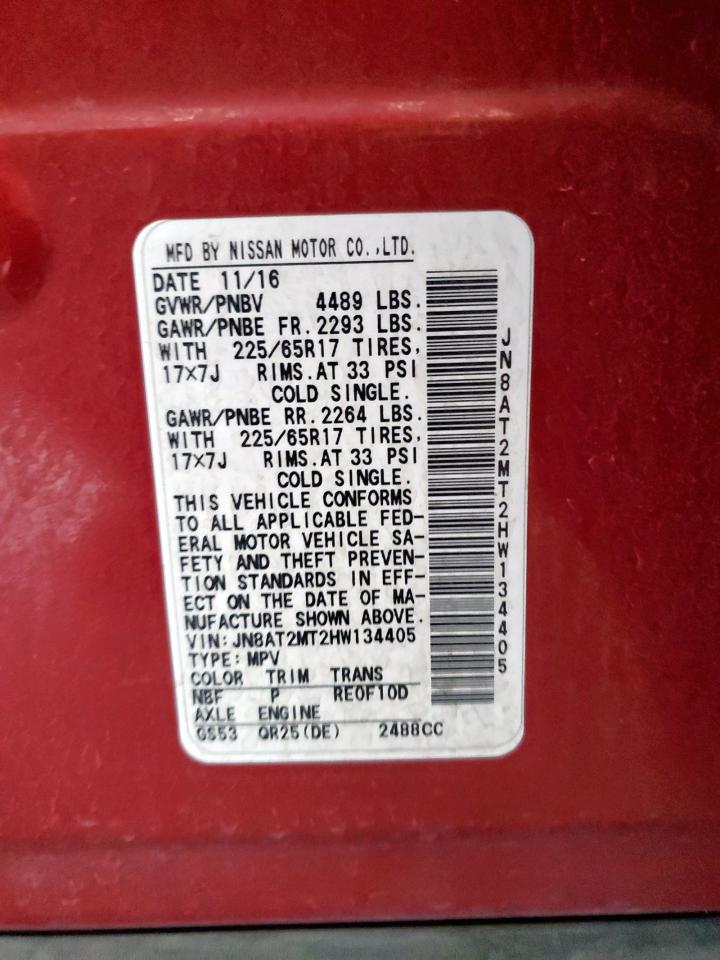 MFD BY NISSAN MOTOR CO.,LTD.
DATE 11/16
GVWR/PNBV 4489 LBS.
GAWR/PNBE FR. 2293 LBS.
WITH 225/65R17 TIRES,
17×7J RIMS.AT 33 PSI
COLD SINGLE.
GAWR/PNBE RR. 2264 LBS.
WITH 225/65R17 TIRES,
17×7J RIMS.AT 33 PSI
COLD SINGLE.
THIS VEHICLE CONFORMS
TO ALL APPLICABLE FED-
ERAL MOTOR VEHICLE SA-
FETY AND THEFT PREVEN-
TION STANDARDS IN EFF-
ECT ON THE DATE OF MA-
NUFACTURE SHOWN ABOVE.
VIN: JN8AT2MT2HW134405
TYPE: MPV
COLOR TRIM TRANS
NBF P RE0F10D
AXLE ENGINE
GS53 QR25(DE) 2488CC
JN8AT2MT2HW134405